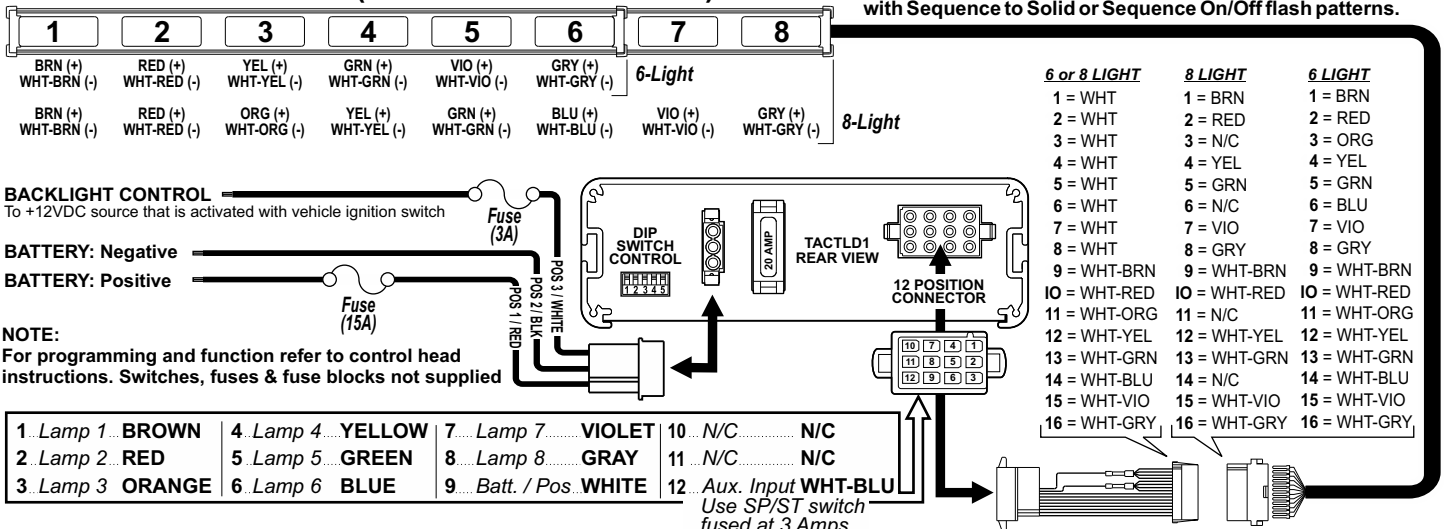 with Sequence to Solid or Sequence On/Off flash patterns.
1 2 3 4 5 6 7 8
BRN (+) RED (+) YEL (+) GRN (+) VIO (+) GRY (+)
WHT-BRN (-) WHT-RED (-) WHT-YEL (-) WHT-GRN (-) WHT-VIO (-) WHT-GRY (-)
6-Light
BRN (+) RED (+) ORG (+) YEL (+) GRN (+) BLU (+) VIO (+) GRY (+)
WHT-BRN (-) WHT-RED (-) WHT-ORG (-) WHT-YEL (-) WHT-GRN (-) WHT-BLU (-) WHT-VIO (-) WHT-GRY (-)
8-Light
6 or 8 LIGHT 8 LIGHT 6 LIGHT
1 = WHT 1 = BRN 1 = BRN
2 = WHT 2 = RED 2 = RED
3 = WHT 3 = N/C 3 = ORG
4 = WHT 4 = YEL 4 = YEL
5 = WHT 5 = GRN 5 = GRN
6 = WHT 6 = N/C 6 = BLU
7 = WHT 7 = VIO 7 = VIO
8 = WHT 8 = GRY 8 = GRY
9 = WHT-BRN 9 = WHT-BRN 9 = WHT-BRN
IO = WHT-RED IO = WHT-RED IO = WHT-RED
11 = WHT-ORG 11 = N/C 11 = WHT-ORG
12 = WHT-YEL 12 = WHT-YEL 12 = WHT-YEL
13 = WHT-GRN 13 = WHT-GRN 13 = WHT-GRN
14 = WHT-BLU 14 = N/C 14 = WHT-BLU
15 = WHT-VIO 15 = WHT-VIO 15 = WHT-VIO
16 = WHT-GRY 16 = WHT-GRY 16 = WHT-GRY
BACKLIGHT CONTROL
To +12VDC source that is activated with vehicle ignition switch
Fuse
(3A)
BATTERY: Negative
BATTERY: Positive
Fuse
(15A)
POS 1 / RED
POS 2 / BLK
POS 3 / WHITE
DIP
SWITCH
CONTROL
1 2 3 4 5
20 AMP
TACTLD1
REAR VIEW
12 POSITION
CONNECTOR
10 7 4 1
11 8 5 2
12 9 6 3
NOTE:
For programming and function refer to control head
instructions. Switches, fuses & fuse blocks not supplied
1...Lamp 1...BROWN 4...Lamp 4....YELLOW 7....Lamp 7.........VIOLET 10....N/C.............. N/C
2...Lamp 2...RED 5...Lamp 5....GREEN 8.....Lamp 8.........GRAY 11 ...N/C.............. N/C
3...Lamp 3 ORANGE 6...Lamp 6 BLUE 9.....Batt. / Pos...WHITE 12....Aux. Input WHT-BLU
Use SP/ST switch
fused at 3 Amps